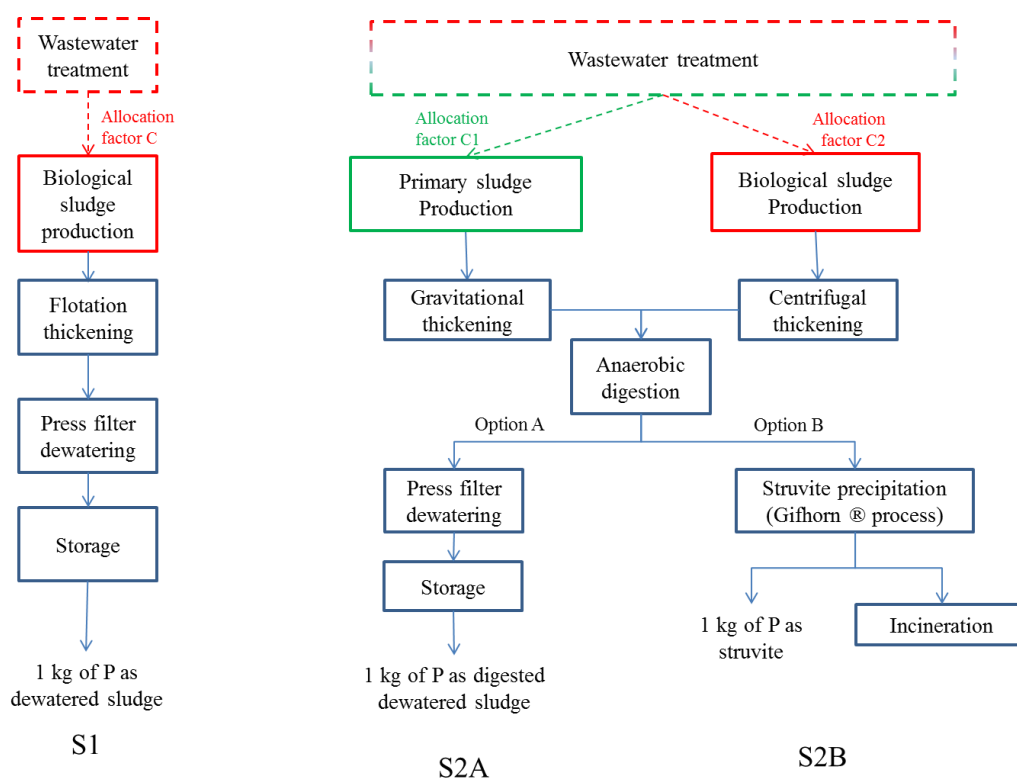 Wastewater
treatment
Allocation
factor C
Biological
sludge
production
Flotation
thickening
Press filter
dewatering
Storage
1 kg of P as
dewatered sludge
S1
Wastewater treatment
Allocation
factor C1
Allocation
factor C2
Primary sludge
Production
Biological sludge
Production
Gravitational
thickening
Centrifugal
thickening
Anaerobic
digestion
Option A
Option B
Press filter
dewatering
Storage
1 kg of P as digested
dewatered sludge
S2A
Struvite precipitation
(Gifhorn ® process)
1 kg of P as
struvite
Incineration
S2B